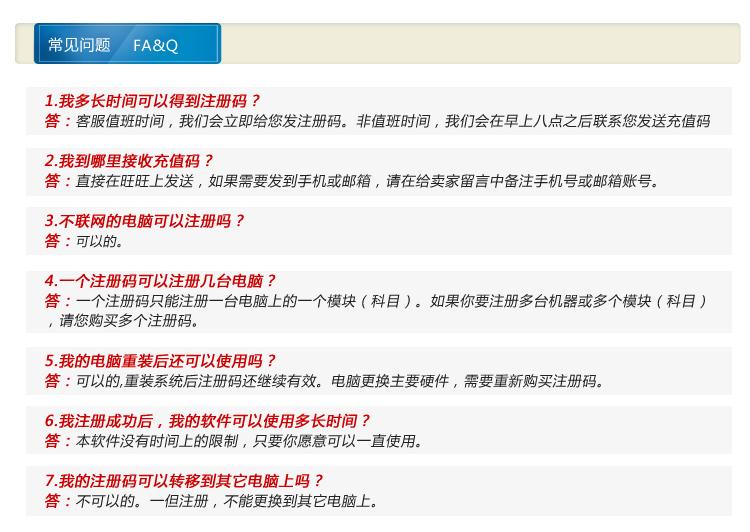 常见问题 FA&Q
1.我多长时间可以得到注册码？
答：客服值班时间，我们会立即给您发注册码。非值班时间，我们会在早上八点之后联系您发送充值码
2.我到哪里接收充值码？
答：直接在旺旺上发送，如果需要发到手机或邮箱，请在给卖家留言中备注手机号或邮箱账号。
3.不联网的电脑可以注册吗？
答：可以的。
4.一个注册码可以注册几台电脑？
答：一个注册码只能注册一台电脑上的一个模块（科目）。如果你要注册多台机器或多个模块（科目）
，请您购买多个注册码。
5.我的电脑重装后还可以使用吗？
答：可以的,重装系统后注册码还继续有效。电脑更换主要硬件，需要重新购买注册码。
6.我注册成功后，我的软件可以使用多长时间？
答：本软件没有时间上的限制，只要你愿意可以一直使用。
7.我的注册码可以转移到其它电脑上吗？
答：不可以的。一但注册，不能更换到其它电脑上。